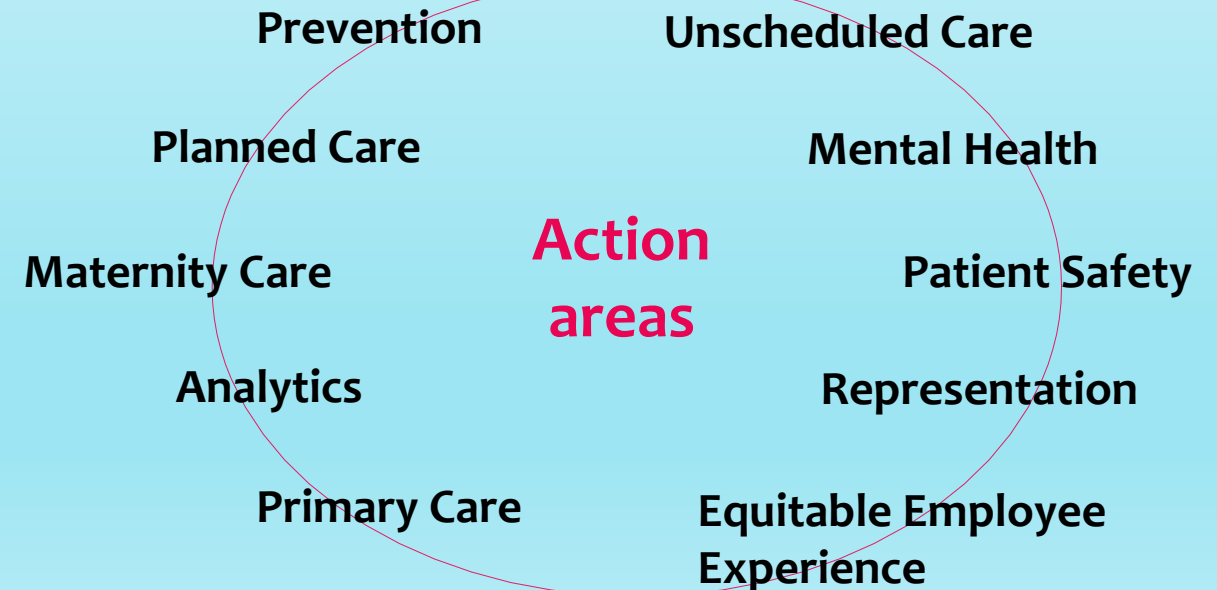 Prevention
Unscheduled Care
Planned Care
Mental Health
Action
areas
Maternity Care
Patient Safety
Analytics
Representation
Primary Care
Equitable Employee
Experience